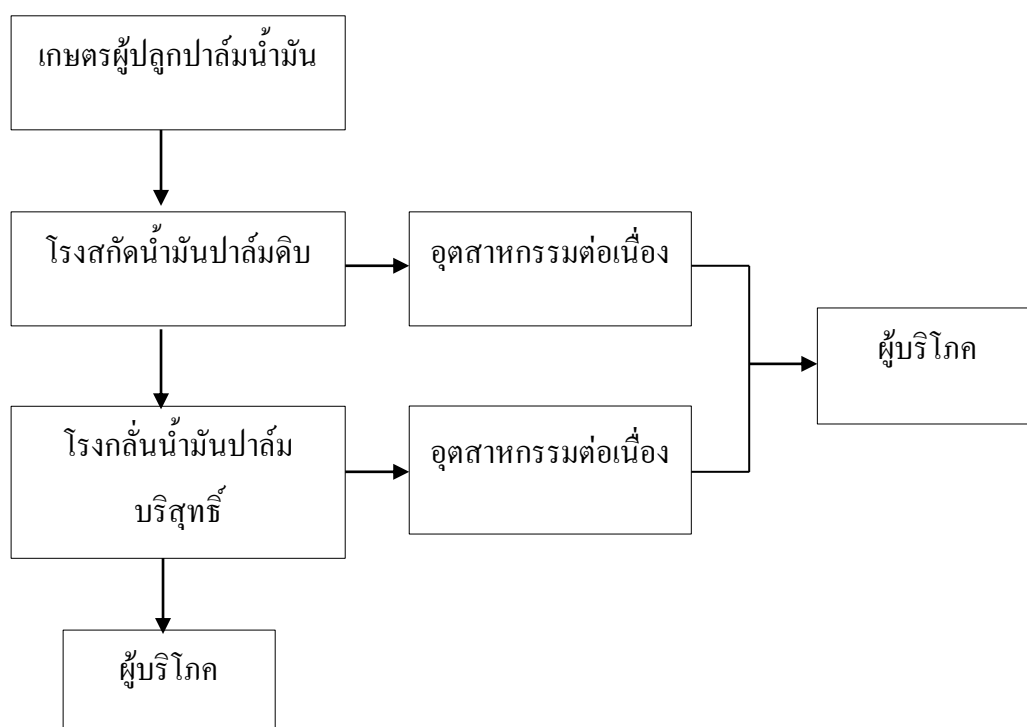 เกษตรผู้ปลูกปาล์มน้ำมัน
โรงสกัดน้ำมันปาล์มดิบ
อุตสาหกรรมต่อเนื่อง
ผู้บริโภค
โรงกลั่นน้ำมันปาล์ม
บริสุทธิ์
อุตสาหกรรมต่อเนื่อง
ผู้บริโภค